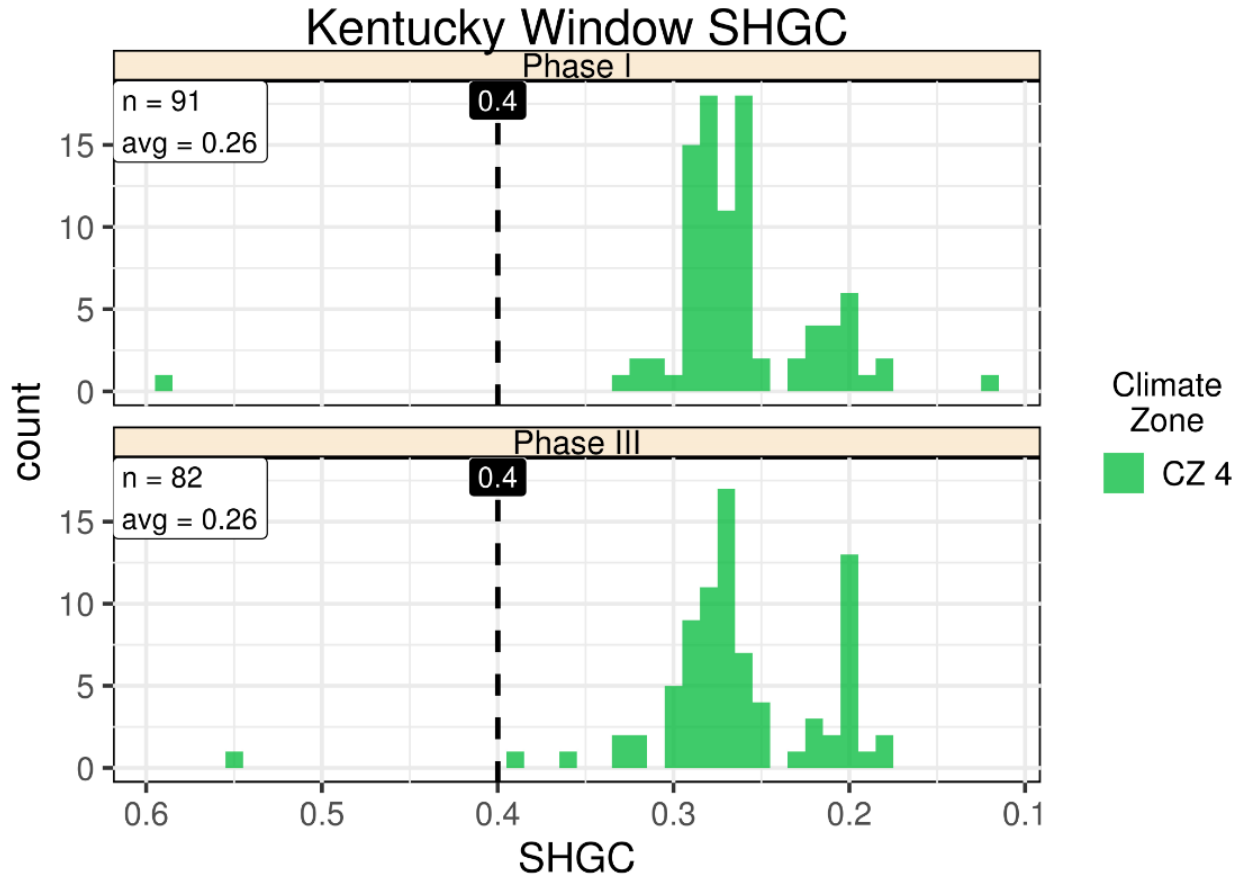 Kentucky Window SHGC
Phase I
n = 91
avg = 0.26
0.4
15
10
5
0
count
Phase III
n = 82
avg = 0.26
0.4
15
10
5
0
0.6 0.5 0.4 0.3 0.2 0.1
SHGC
Climate
Zone
CZ 4